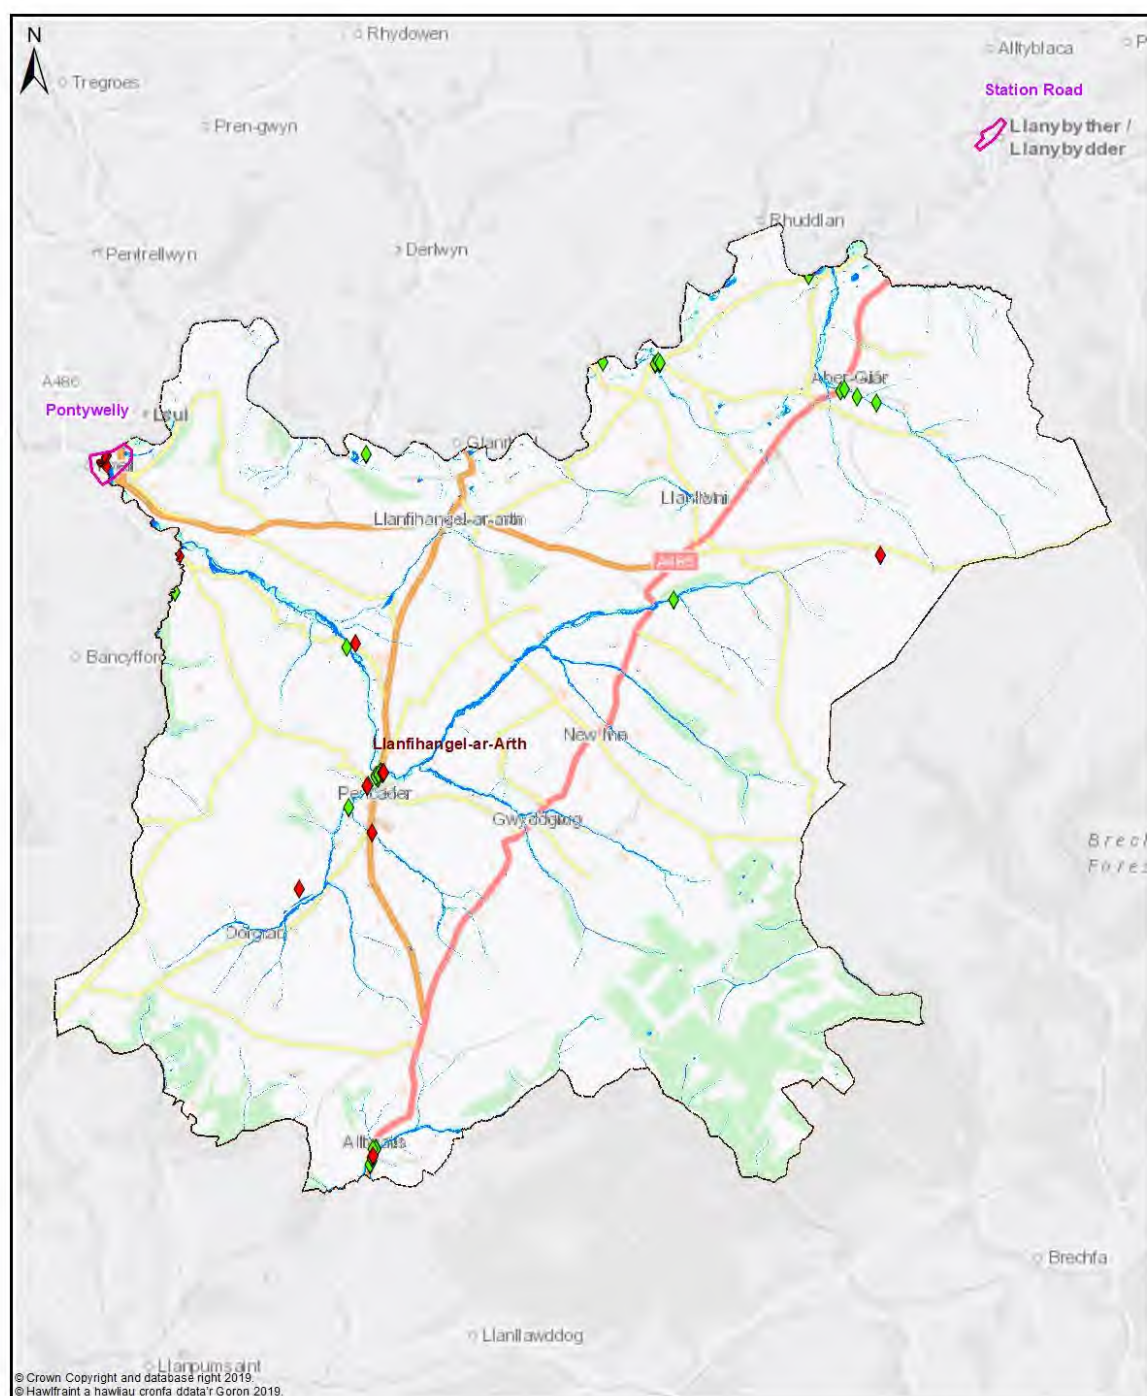 N
Rhydowen
Alltyblaca
Tregroes
Station Road
Pren-gwyn
Llanybyther /
Llanybydder
Rhuddlan
Pentrellwyn
Derlwyn
A486
Pontywelly
Llanfihangel-ar-arth
Bancyffor
Llanfihangel-ar-Arth
New Inn
Pencader
Brech
Fores
Brechfa
Llanllawddog
Llanpumsaint
© Crown Copyright and database right 2019.
© Hawlfraint a hawliau cronfa ddata'r Goron 2019.